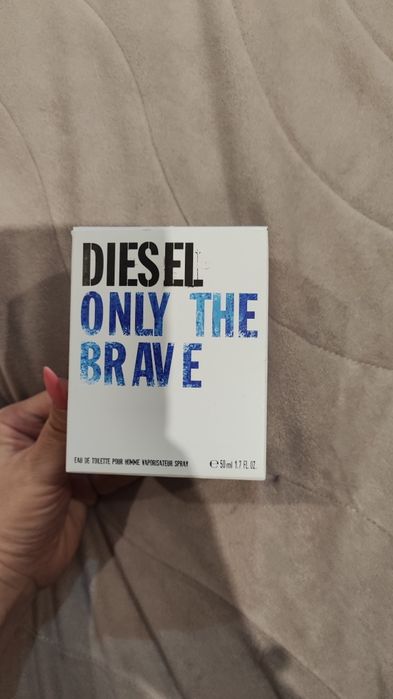 DIESEL
ONLY THE
BRAVE
EAU DE TOILETTE POUR HOMME VAPORISATEUR SPRAY
℮ 50 ml 1.7 FL. OZ.